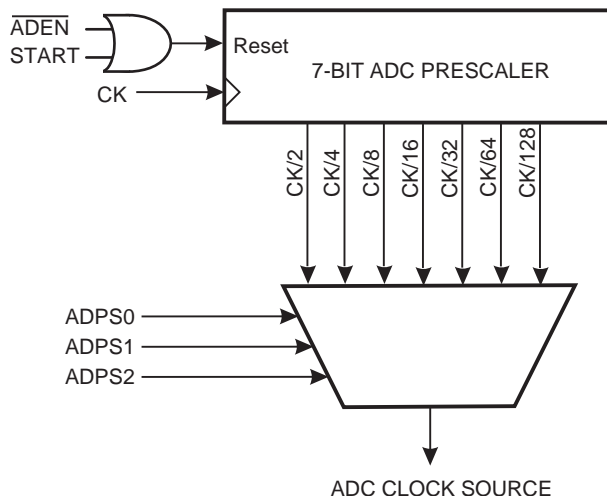 ADEN
START
Reset
7-BIT ADC PRESCALER
CK
CK/2
CK/4
CK/8
CK/16
CK/32
CK/64
CK/128
ADPS0
ADPS1
ADPS2
ADC CLOCK SOURCE